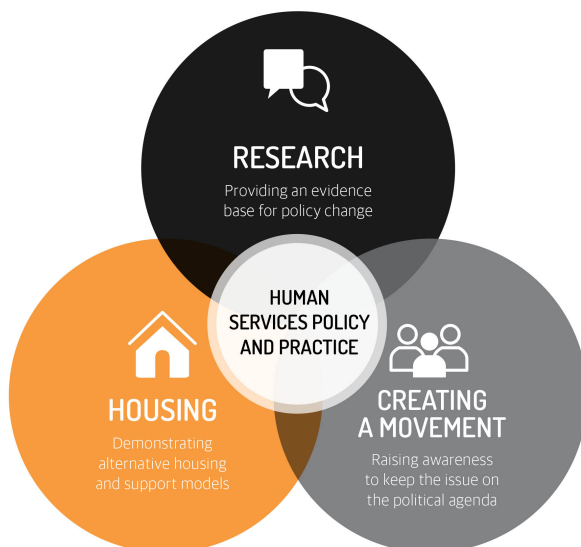 RESEARCH
Providing an evidence
base for policy change
HUMAN
SERVICES POLICY
AND PRACTICE
HOUSING
Demonstrating
alternative housing
and support models
CREATING
A MOVEMENT
Raising awareness
to keep the issue on
the political agenda